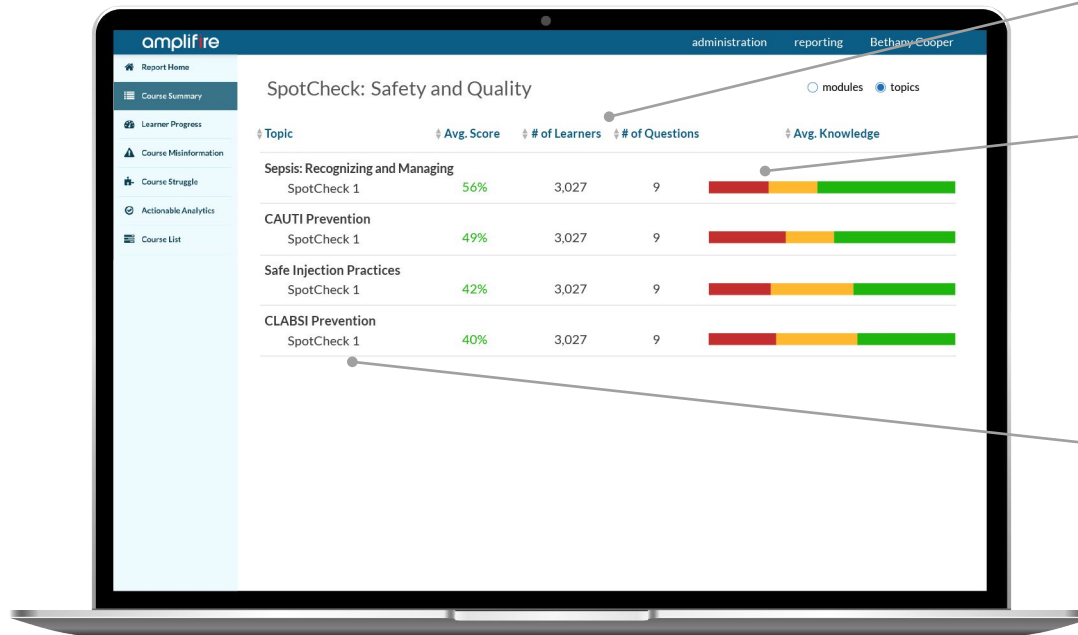 amplifire
administration reporting Bethany Cooper
Report Home
Course Summary
Learner Progress
Course Misinformation
Course Struggle
Actionable Analytics
Course List
SpotCheck: Safety and Quality
modules topics
Topic Avg. Score # of Learners # of Questions Avg. Knowledge
Sepsis: Recognizing and Managing
SpotCheck 1 56% 3,027 9
CAUTI Prevention
SpotCheck 1 49% 3,027 9
Safe Injection Practices
SpotCheck 1 42% 3,027 9
CLABSI Prevention
SpotCheck 1 40% 3,027 9